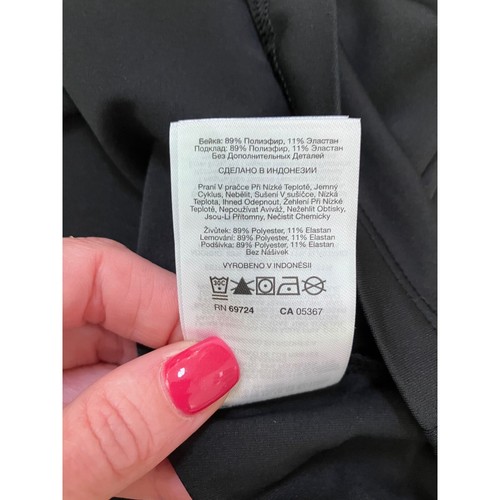 Бейка: 89% Полиэфир, 11% Эластан
Подклад: 89% Полиэфир, 11% Эластан
Без Дополнительных Деталей
СДЕЛАНО В ИНДОНЕЗИИ
Praní V pračce Při Nízké Teplotě, Jemný
Cyklus, Nebělit, Sušení V sušičce, Nízká
Teplota, Ihned Odepnout, Žehlení Při Nízké
Teplotě, Nepoužívat Aviváž, Nežehlit Obtisky,
Jsou-Li Přítomny, Nečistit Chemicky
Živůtek: 89% Polyester, 11% Elastan
Lemování: 89% Polyester, 11% Elastan
Podšívka: 89% Polyester, 11% Elastan
Bez Nášivek
VYROBENO V INDONÉSII
RN 69724 CA 05367